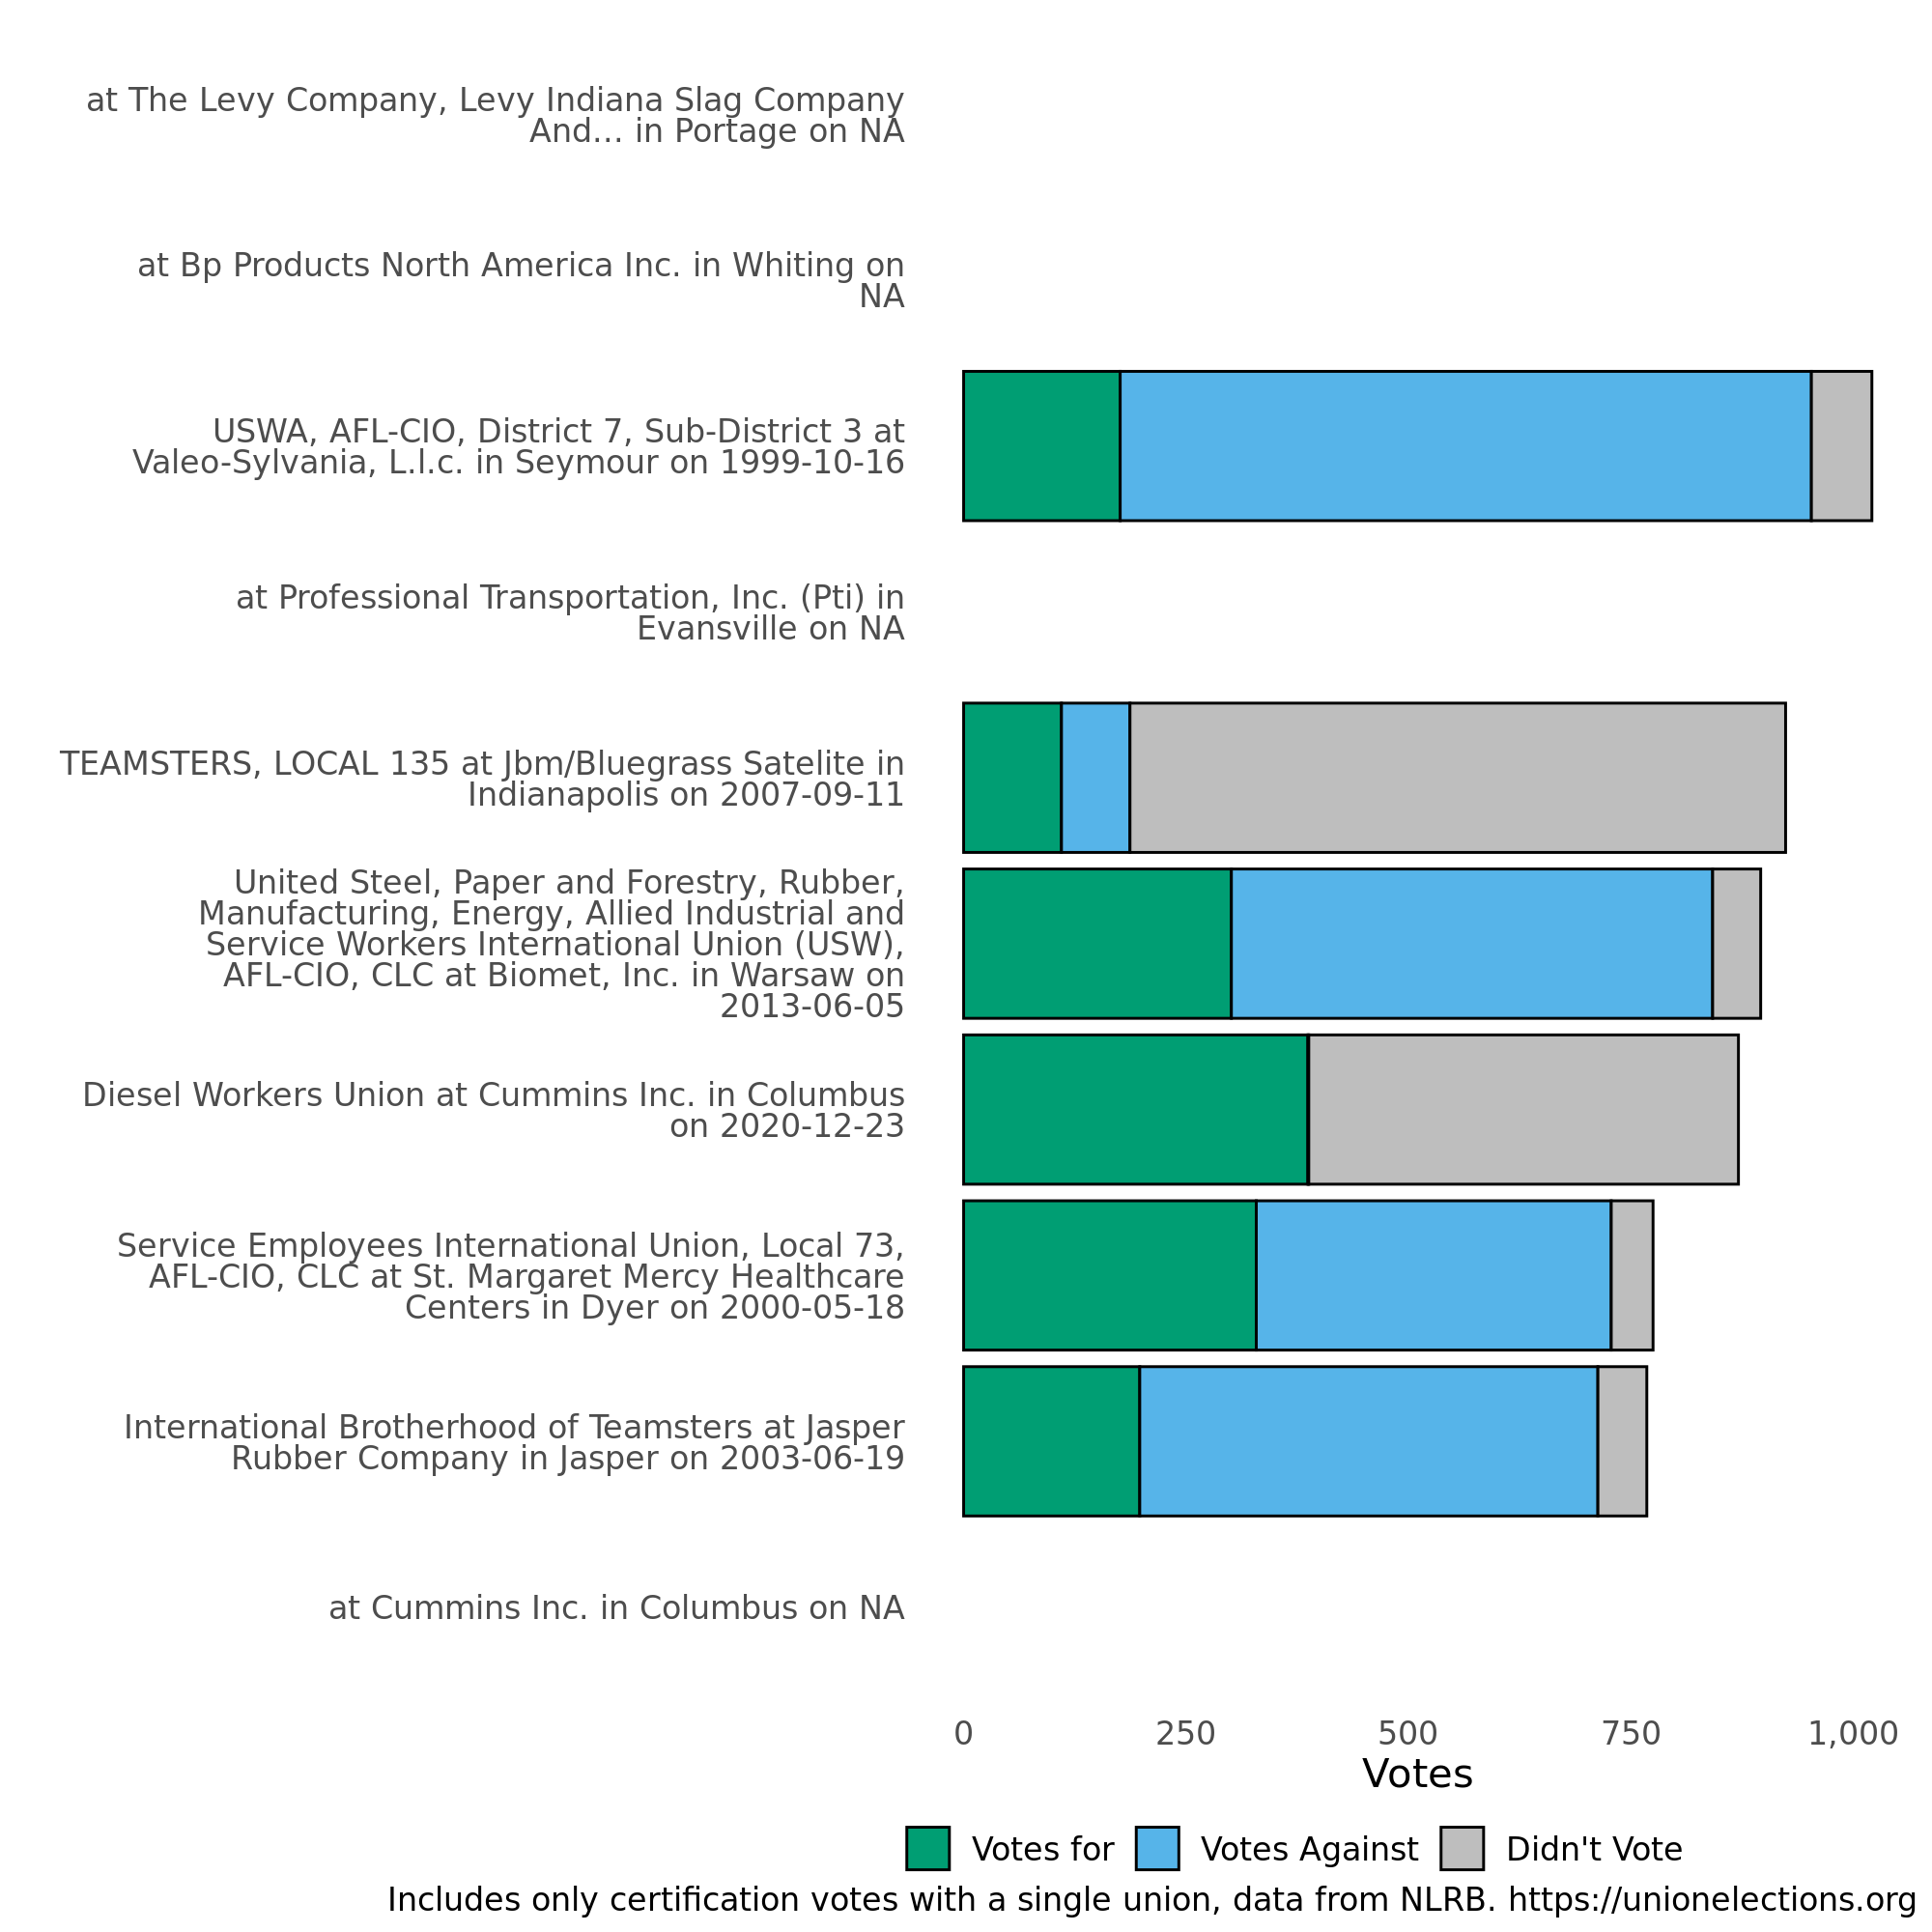 at The Levy Company, Levy Indiana Slag Company
And... in Portage on NA
at Bp Products North America Inc. in Whiting on
NA
USWA, AFL-CIO, District 7, Sub-District 3 at
Valeo-Sylvania, L.l.c. in Seymour on 1999-10-16
at Professional Transportation, Inc. (Pti) in
Evansville on NA
TEAMSTERS, LOCAL 135 at Jbm/Bluegrass Satelite in
Indianapolis on 2007-09-11
United Steel, Paper and Forestry, Rubber,
Manufacturing, Energy, Allied Industrial and
Service Workers International Union (USW),
AFL-CIO, CLC at Biomet, Inc. in Warsaw on
2013-06-05
Diesel Workers Union at Cummins Inc. in Columbus
on 2020-12-23
Service Employees International Union, Local 73,
AFL-CIO, CLC at St. Margaret Mercy Healthcare
Centers in Dyer on 2000-05-18
International Brotherhood of Teamsters at Jasper
Rubber Company in Jasper on 2003-06-19
at Cummins Inc. in Columbus on NA
0 250 500 750 1,000
Votes
Votes for Votes Against Didn't Vote
Includes only certification votes with a single union, data from NLRB. https://unionelections.org